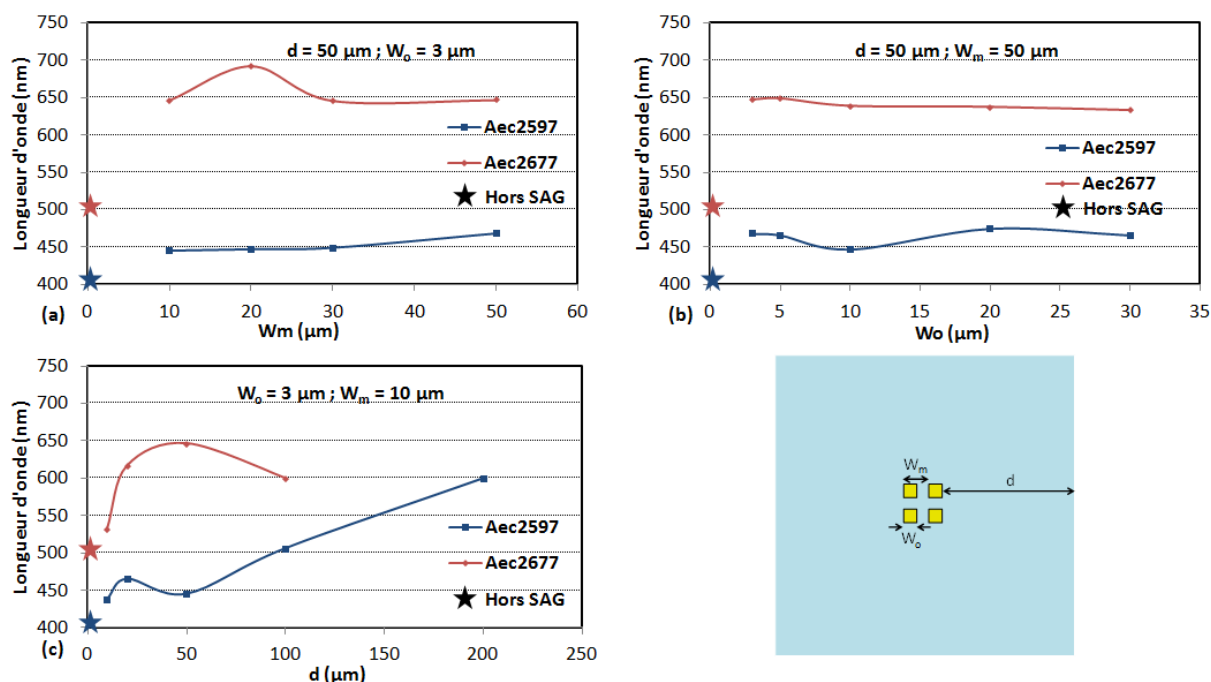 d = 50 µm ; Wo = 3 µm
Longueur d'onde (nm)
750
700
650
600
550
500
450
400
Aec2597
Aec2677
Hors SAG
0 10 20 30 40 50 60
(a)
Wm (µm)
d = 50 µm ; Wm = 50 µm
Longueur d'onde (nm)
750
700
650
600
550
500
450
400
Aec2597
Aec2677
Hors SAG
0 5 10 15 20 25 30 35
(b)
Wo (µm)
Wo = 3 µm ; Wm = 10 µm
Longueur d'onde (nm)
750
700
650
600
550
500
450
400
Aec2597
Aec2677
Hors SAG
0 50 100 150 200 250
(c)
d (µm)
Wm
d
Wo